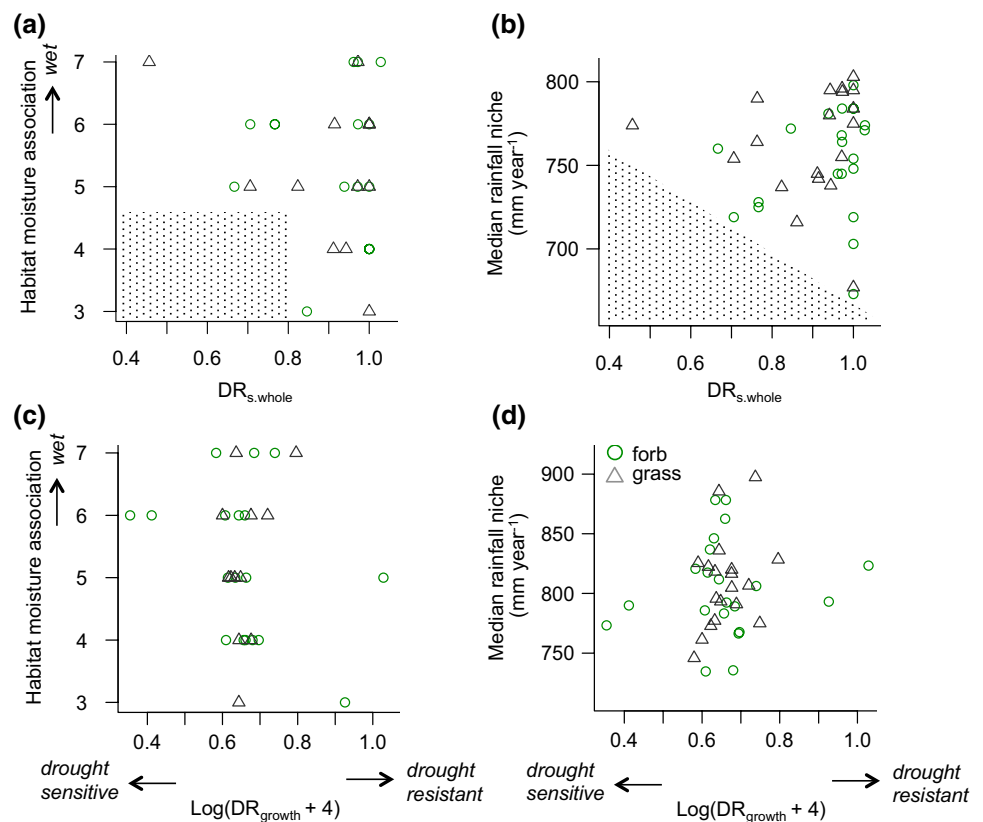 (a)
Habitat moisture association
wet
7
6
5
4
3
0.4 0.6 0.8 1.0
DRs.whole
(b)
Median rainfall niche
(mm year-1)
800
750
700
0.4 0.6 0.8 1.0
DRs.whole
(c)
Habitat moisture association
wet
7
6
5
4
3
0.4 0.6 0.8 1.0
drought
sensitive
drought
resistant
Log(DRgrowth + 4)
(d)
forb
grass
Median rainfall niche
(mm year-1)
900
850
800
750
0.4 0.6 0.8 1.0
drought
sensitive
drought
resistant
Log(DRgrowth + 4)